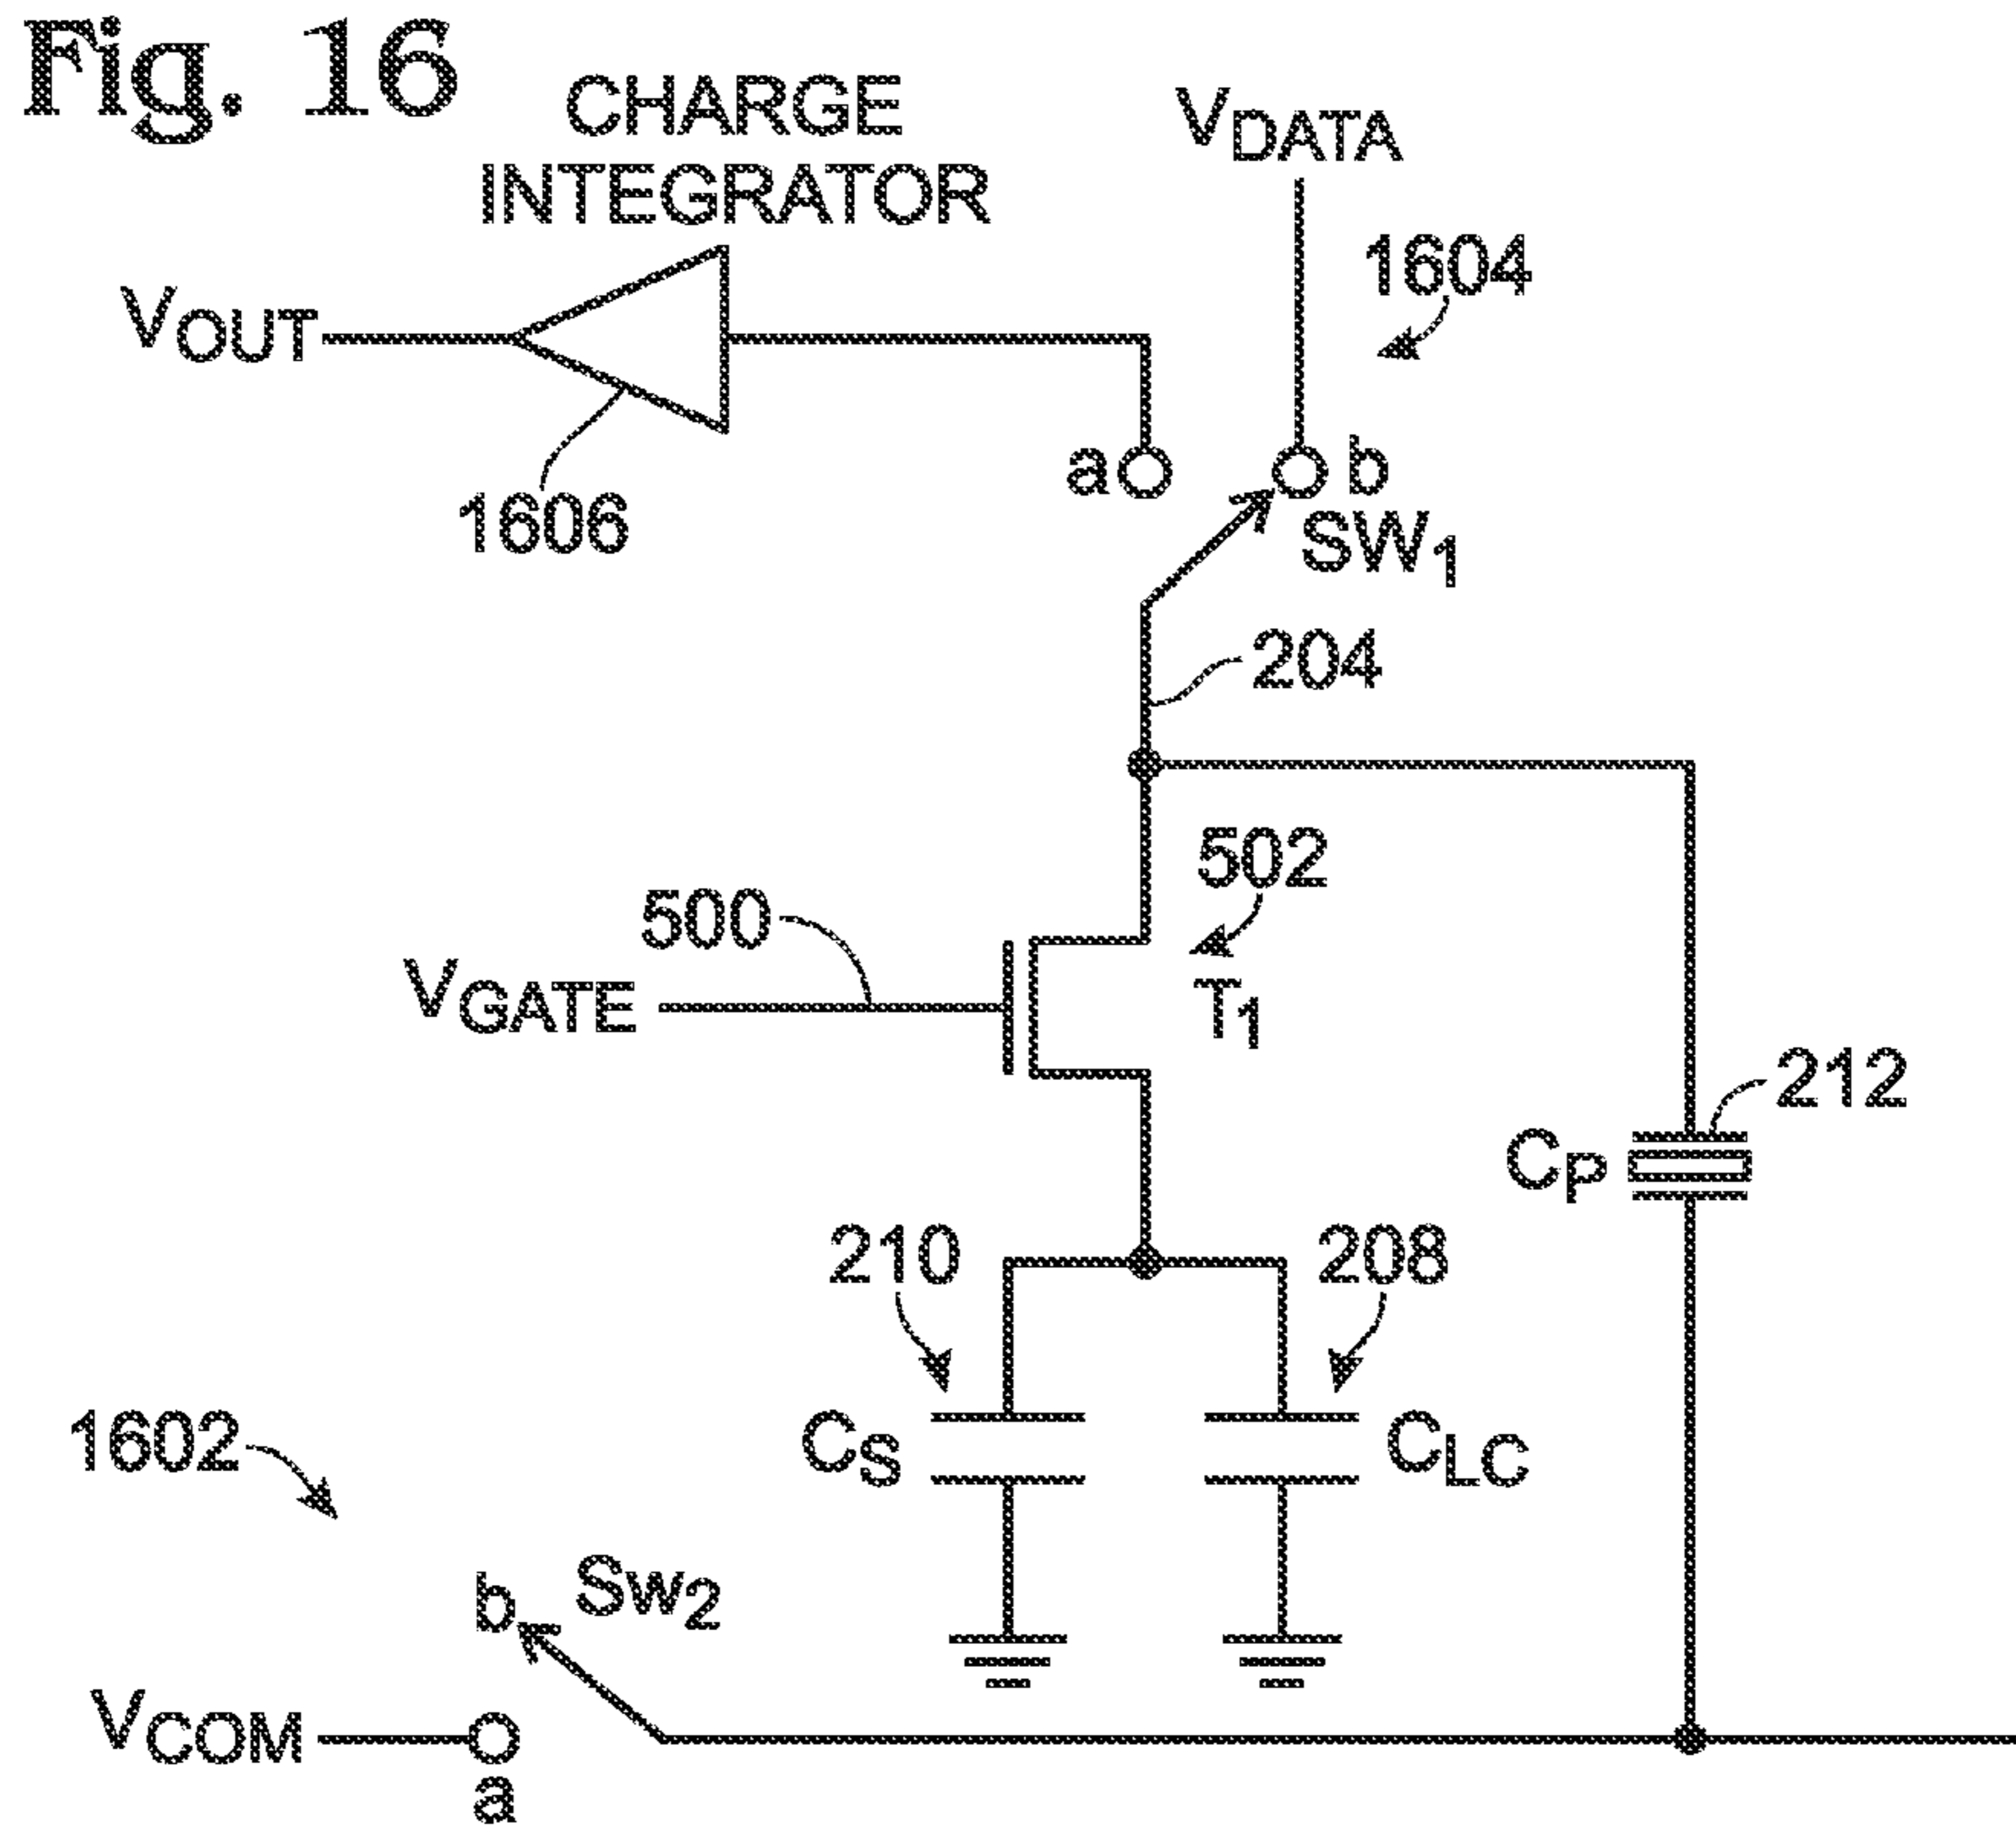 Fig. 16
CHARGE
INTEGRATOR
VDATA
1604
VOUT
a
b
SW1
1606
204
502
500
VGATE
T1
212
CP
210
208
1602
CS
CLC
b
SW2
VCOM
a